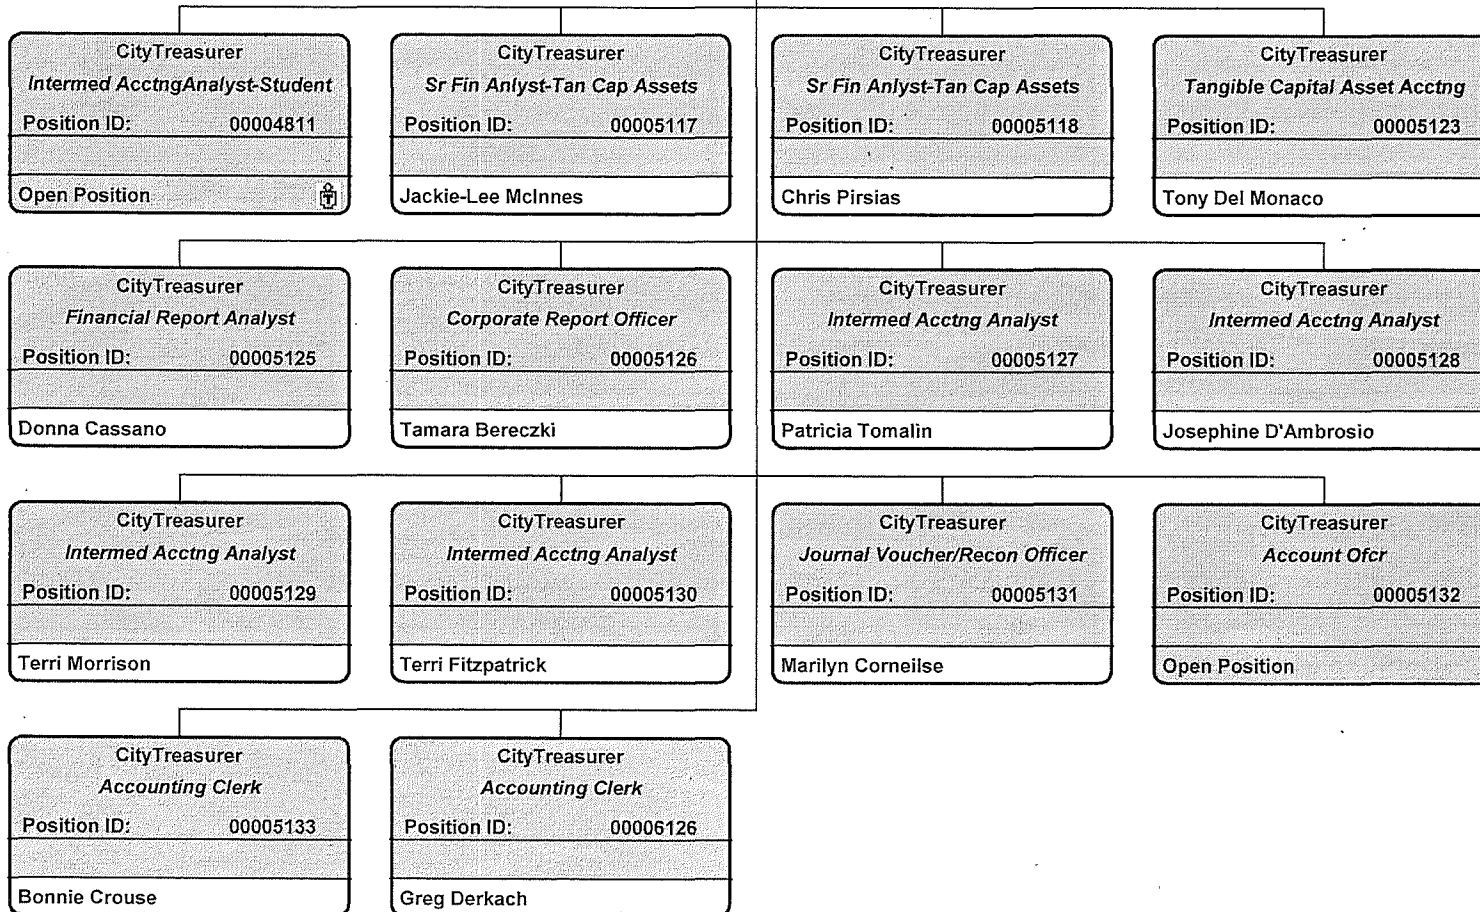 CityTreasurer
Intermed AcctngAnalyst-Student
Position ID: 00004811
Open Position
CityTreasurer
Sr Fin Anlyst-Tan Cap Assets
Position ID: 00005117
Jackie-Lee McInnes
CityTreasurer
Sr Fin Anlyst-Tan Cap Assets
Position ID: 00005118
Chris Pirsias
CityTreasurer
Tangible Capital Asset Acctng
Position ID: 00005123
Tony Del Monaco
CityTreasurer
Financial Report Analyst
Position ID: 00005125
Donna Cassano
CityTreasurer
Corporate Report Officer
Position ID: 00005126
Tamara Bereczki
CityTreasurer
Intermed Acctng Analyst
Position ID: 00005127
Patricia Tomalin
CityTreasurer
Intermed Acctng Analyst
Position ID: 00005128
Josephine D'Ambrosio
CityTreasurer
Intermed Acctng Analyst
Position ID: 00005129
Terri Morrison
CityTreasurer
Intermed Acctng Analyst
Position ID: 00005130
Terri Fitzpatrick
CityTreasurer
Journal Voucher/Recon Officer
Position ID: 00005131
Marilyn Corneilse
CityTreasurer
Account Ofcr
Position ID: 00005132
Open Position
CityTreasurer
Accounting Clerk
Position ID: 00005133
Bonnie Crouse
CityTreasurer
Accounting Clerk
Position ID: 00006126
Greg Derkach